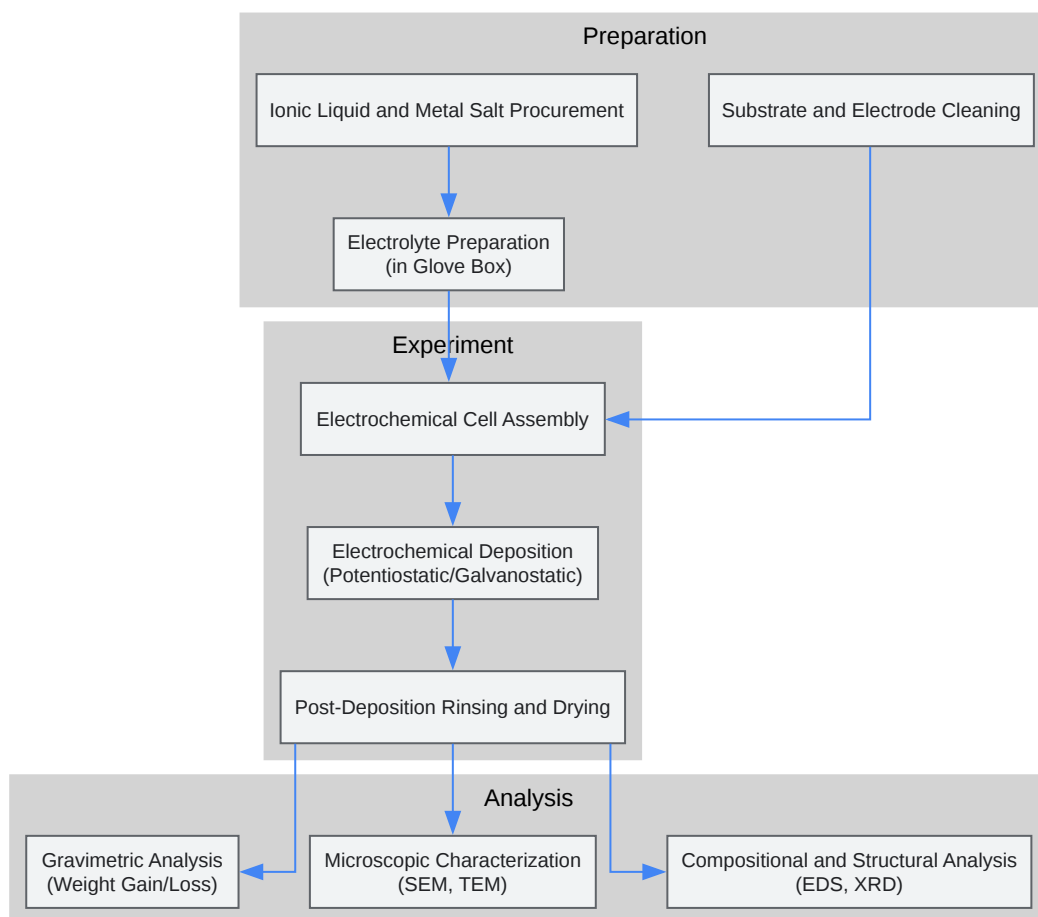 Preparation
Ionic Liquid and Metal Salt Procurement
Substrate and Electrode Cleaning
Electrolyte Preparation
(in Glove Box)
Experiment
Electrochemical Cell Assembly
Electrochemical Deposition
(Potentiostatic/Galvanostatic)
Post-Deposition Rinsing and Drying
Analysis
Gravimetric Analysis
(Weight Gain/Loss)
Microscopic Characterization
(SEM, TEM)
Compositional and Structural Analysis
(EDS, XRD)